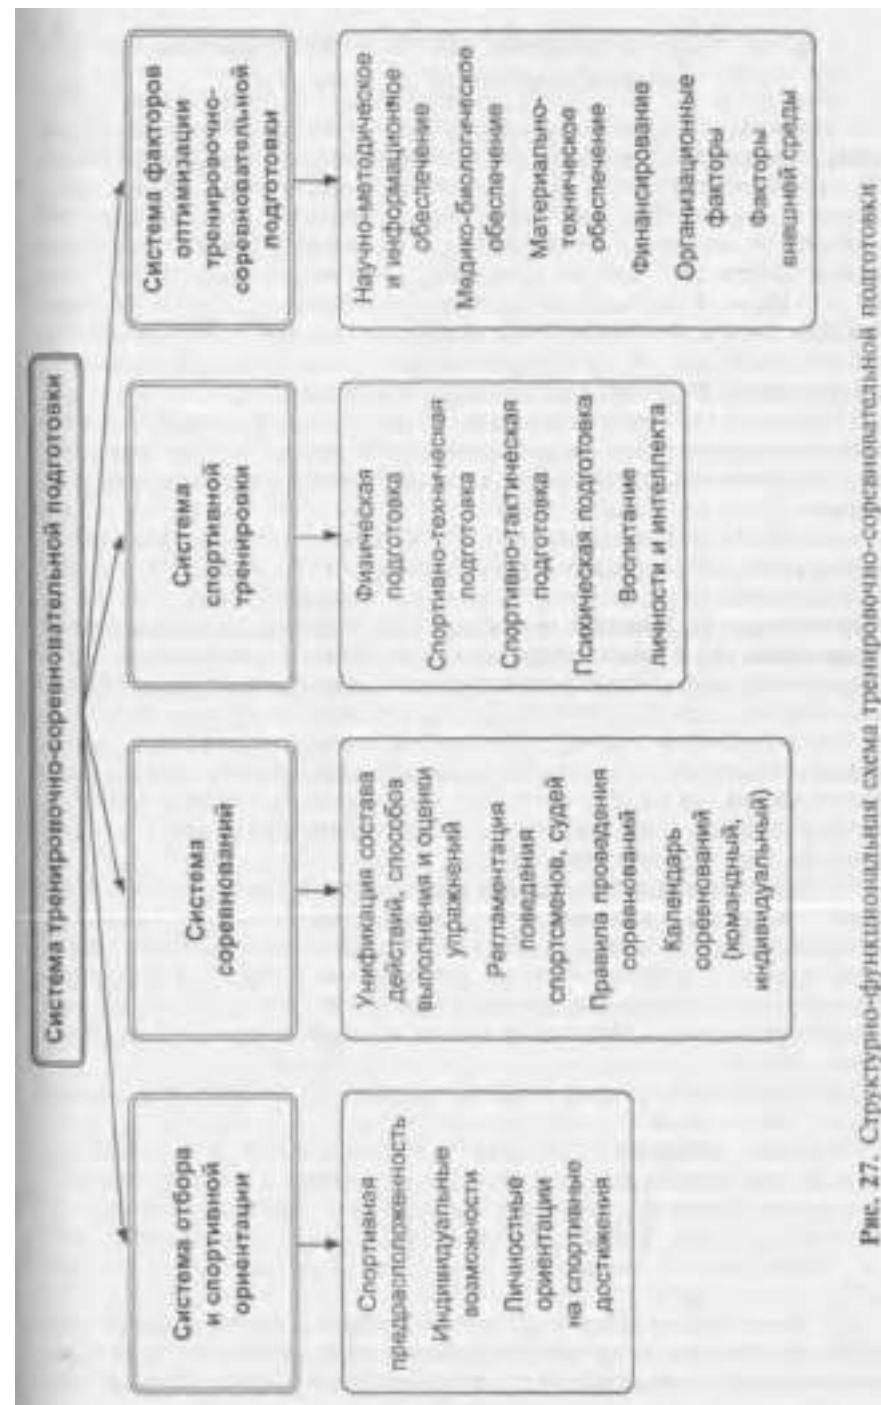 Система тренировочно-соревновательной подготовки
Система отбора
и спортивной
ориентации
Спортивная
предрасположенность
Индивидуальные
возможности
Личностные
ориентации
на спортивные
достижения
Система
соревнований
Унификация состава
действий, способов
выполнения и оценки
упражнений
Регламентация
поведения
спортсменов, судей
Правила проведения
соревнований
Календарь
соревнований
(командный,
индивидуальный)
Система
спортивной
тренировки
Физическая
подготовка
Спортивно-техническая
подготовка
Спортивно-тактическая
подготовка
Психическая подготовка
Воспитание
личности и интеллекта
Система факторов
оптимизации
тренировочно-
соревновательной
подготовки
Научно-методическое
и информационное
обеспечение
Медико-биологическое
обеспечение
Материально-
техническое
обеспечение
Финансирование
Организационные
факторы
Факторы
внешней среды
Рис. 27. Структурно-функциональная схема тренировочно-соревновательной подготовки